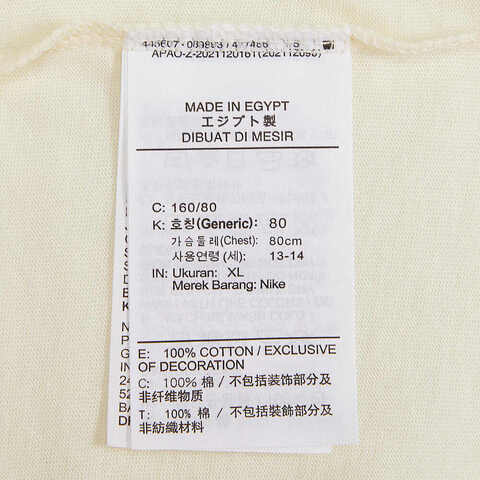 APAO-Z-2021120161(20211209
MADE IN EGYPT
エジプト製
DIBUAT DI MESIR
C: 160/80
K: 호칭(Generic): 80
가슴둘레(Chest): 80cm
사용연령 (세): 13-14
IN: Ukuran: XL
Merek Barang: Nike
E: 100% COTTON / EXCLUSIVE
OF DECORATION
C: 100% 棉 / 不包括装饰部分及
非纤维物质
T: 100% 棉 / 不包括裝飾部分及
非紡織材料